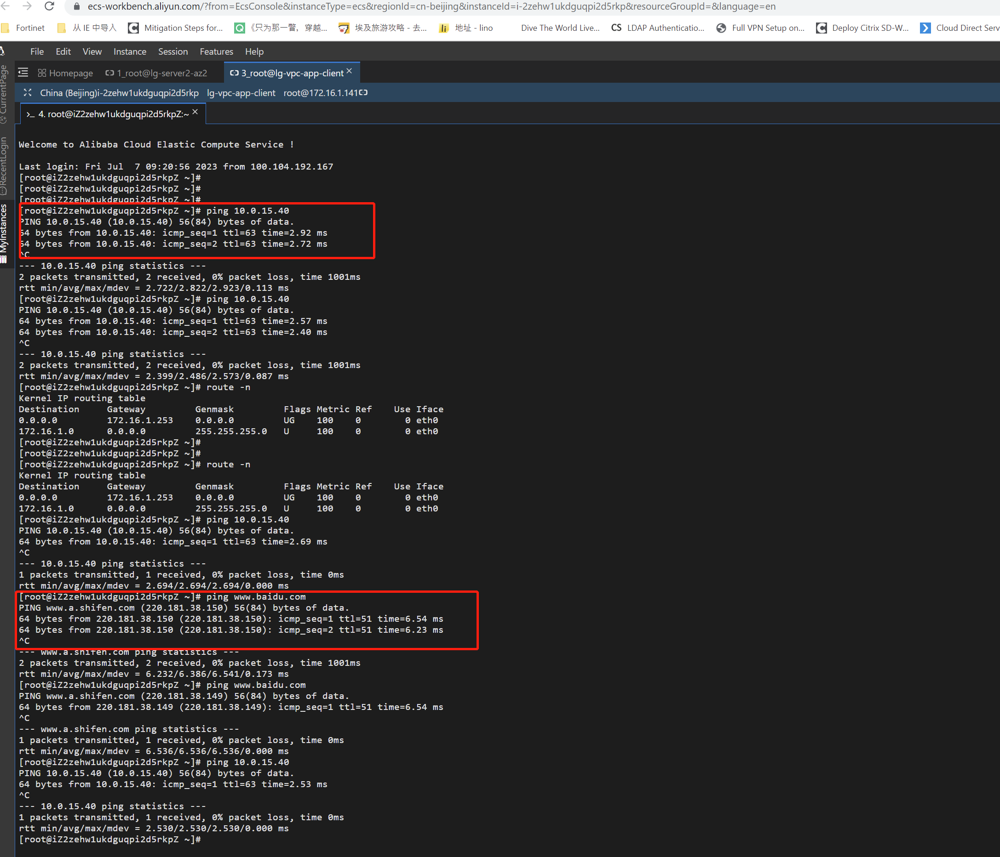 ecs-workbench.aliyun.com/?from=EcsConsole&instanceType=ecs&regionId=cn-beijing&instanceId=i-2zehw1ukdguqpi2d5rkp&resourceGroupId=&language=en
Fortinet 从 IE 中导入 Mitigation Steps for... 《只为那一瞥，穿越... 埃及旅游攻略 - 去... 地址 - lino Dive The World Live... CS LDAP Authenticatio... Full VPN Setup on... Deploy Citrix SD-W... Cloud Direct Serv
File Edit View Instance Session Features Help
Homepage 1_root@lg-server2-az2 3_root@lg-vpc-app-client
China (Beijing)i-2zehw1ukdguqpi2d5rkp lg-vpc-app-client root@172.16.1.141
>_ 4. root@iZ2zehw1ukdguqpi2d5rkpZ:~
CurrentPage
RecentLogin
MyInstances
Welcome to Alibaba Cloud Elastic Compute Service !
Last login: Fri Jul  7 09:20:56 2023 from 100.104.192.167
[root@iZ2zehw1ukdguqpi2d5rkpZ ~]#
[root@iZ2zehw1ukdguqpi2d5rkpZ ~]#
[root@iZ2zehw1ukdguqpi2d5rkpZ ~]#
[root@iZ2zehw1ukdguqpi2d5rkpZ ~]# ping 10.0.15.40
PING 10.0.15.40 (10.0.15.40) 56(84) bytes of data.
64 bytes from 10.0.15.40: icmp_seq=1 ttl=63 time=2.92 ms
64 bytes from 10.0.15.40: icmp_seq=2 ttl=63 time=2.72 ms
^C
--- 10.0.15.40 ping statistics ---
2 packets transmitted, 2 received, 0% packet loss, time 1001ms
rtt min/avg/max/mdev = 2.722/2.822/2.923/0.113 ms
[root@iZ2zehw1ukdguqpi2d5rkpZ ~]# ping 10.0.15.40
PING 10.0.15.40 (10.0.15.40) 56(84) bytes of data.
64 bytes from 10.0.15.40: icmp_seq=1 ttl=63 time=2.57 ms
64 bytes from 10.0.15.40: icmp_seq=2 ttl=63 time=2.40 ms
^C
--- 10.0.15.40 ping statistics ---
2 packets transmitted, 2 received, 0% packet loss, time 1001ms
rtt min/avg/max/mdev = 2.399/2.486/2.573/0.087 ms
[root@iZ2zehw1ukdguqpi2d5rkpZ ~]# route -n
Kernel IP routing table
Destination     Gateway         Genmask         Flags Metric Ref    Use Iface
0.0.0.0         172.16.1.253    0.0.0.0         UG    100    0        0 eth0
172.16.1.0      0.0.0.0         255.255.255.0   U     100    0        0 eth0
[root@iZ2zehw1ukdguqpi2d5rkpZ ~]#
[root@iZ2zehw1ukdguqpi2d5rkpZ ~]#
[root@iZ2zehw1ukdguqpi2d5rkpZ ~]# route -n
Kernel IP routing table
Destination     Gateway         Genmask         Flags Metric Ref    Use Iface
0.0.0.0         172.16.1.253    0.0.0.0         UG    100    0        0 eth0
172.16.1.0      0.0.0.0         255.255.255.0   U     100    0        0 eth0
[root@iZ2zehw1ukdguqpi2d5rkpZ ~]# ping 10.0.15.40
PING 10.0.15.40 (10.0.15.40) 56(84) bytes of data.
64 bytes from 10.0.15.40: icmp_seq=1 ttl=63 time=2.69 ms
^C
--- 10.0.15.40 ping statistics ---
1 packets transmitted, 1 received, 0% packet loss, time 0ms
rtt min/avg/max/mdev = 2.694/2.694/2.694/0.000 ms
[root@iZ2zehw1ukdguqpi2d5rkpZ ~]# ping www.baidu.com
PING www.a.shifen.com (220.181.38.150) 56(84) bytes of data.
64 bytes from 220.181.38.150 (220.181.38.150): icmp_seq=1 ttl=51 time=6.54 ms
64 bytes from 220.181.38.150 (220.181.38.150): icmp_seq=2 ttl=51 time=6.23 ms
^C
--- www.a.shifen.com ping statistics ---
2 packets transmitted, 2 received, 0% packet loss, time 1001ms
rtt min/avg/max/mdev = 6.232/6.386/6.541/0.173 ms
[root@iZ2zehw1ukdguqpi2d5rkpZ ~]# ping www.baidu.com
PING www.a.shifen.com (220.181.38.149) 56(84) bytes of data.
64 bytes from 220.181.38.149 (220.181.38.149): icmp_seq=1 ttl=51 time=6.54 ms
^C
--- www.a.shifen.com ping statistics ---
1 packets transmitted, 1 received, 0% packet loss, time 0ms
rtt min/avg/max/mdev = 6.536/6.536/6.536/0.000 ms
[root@iZ2zehw1ukdguqpi2d5rkpZ ~]# ping 10.0.15.40
PING 10.0.15.40 (10.0.15.40) 56(84) bytes of data.
64 bytes from 10.0.15.40: icmp_seq=1 ttl=63 time=2.53 ms
^C
--- 10.0.15.40 ping statistics ---
1 packets transmitted, 1 received, 0% packet loss, time 0ms
rtt min/avg/max/mdev = 2.530/2.530/2.530/0.000 ms
[root@iZ2zehw1ukdguqpi2d5rkpZ ~]#